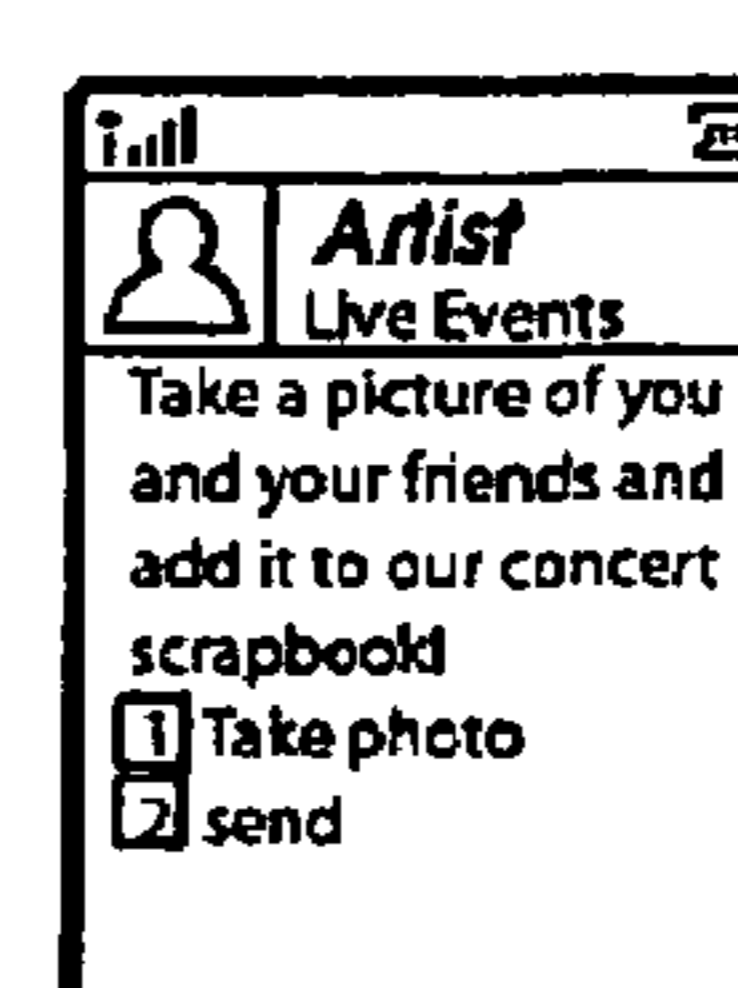 Artist
Live Events
Take a picture of you
and your friends and
add it to our concert
scrapbook!
1 Take photo
2 send